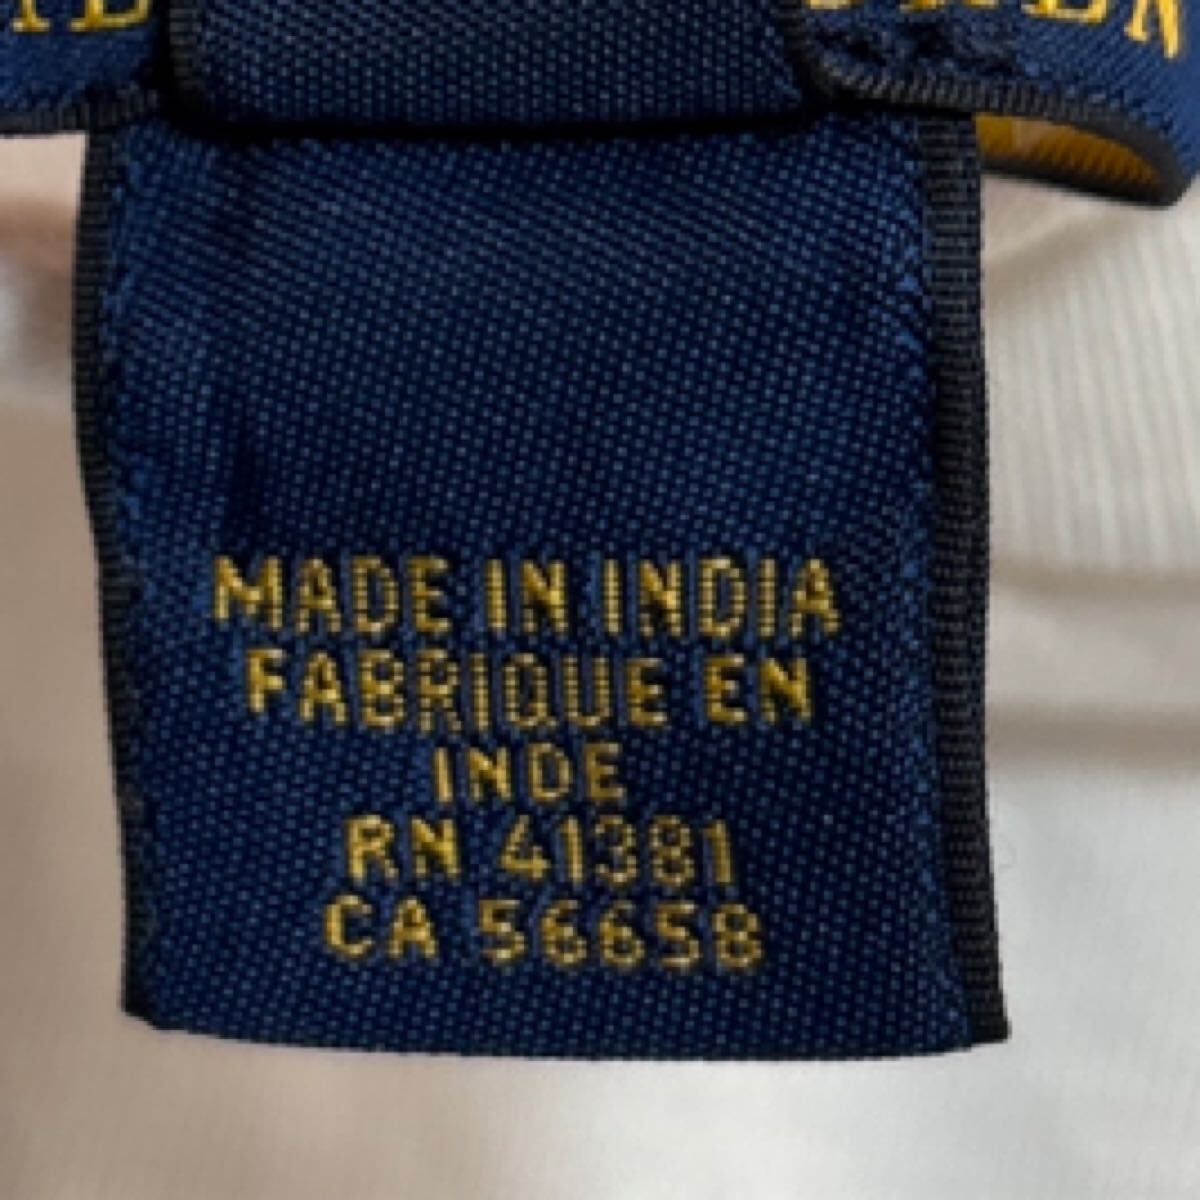 MADE IN INDIA
FABRIQUE EN
INDE
RN 41381
CA 56658